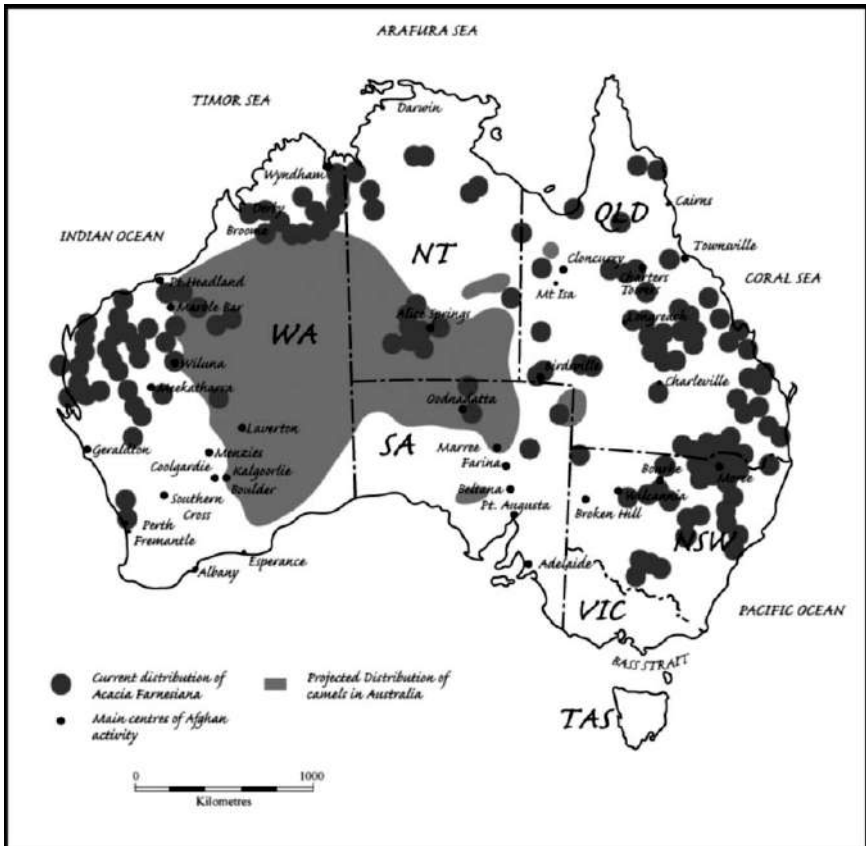 ARAFURA SEA
TIMOR SEA
Darwin
Wyndham
Derby
Broome
QLD
Cairns
INDIAN OCEAN
NT
Townsville
Cloncurry
Charters
Towers
CORAL SEA
Pt. Headland
Mt Isa
Marble Bar
Alice Springs
Longreach
WA
Wiluna
Birdsville
Meekatharra
Charleville
Oodnadatta
Laverton
SA
Marree
Geraldton
Menzies
Farina
Bourke
Moree
Coolgardie
Kalgoorlie
Boulder
Beltana
Wilcannia
Southern
Cross
Pt. Augusta
Broken Hill
Perth
Fremantle
NSW
Esperance
Albany
Adelaide
VIC
PACIFIC OCEAN
BASS STRAIT
TAS
Current distribution of
Acacia Farnesiana
Projected Distribution of
camels in Australia
Main centres of Afghan
activity
0
1000
Kilometres